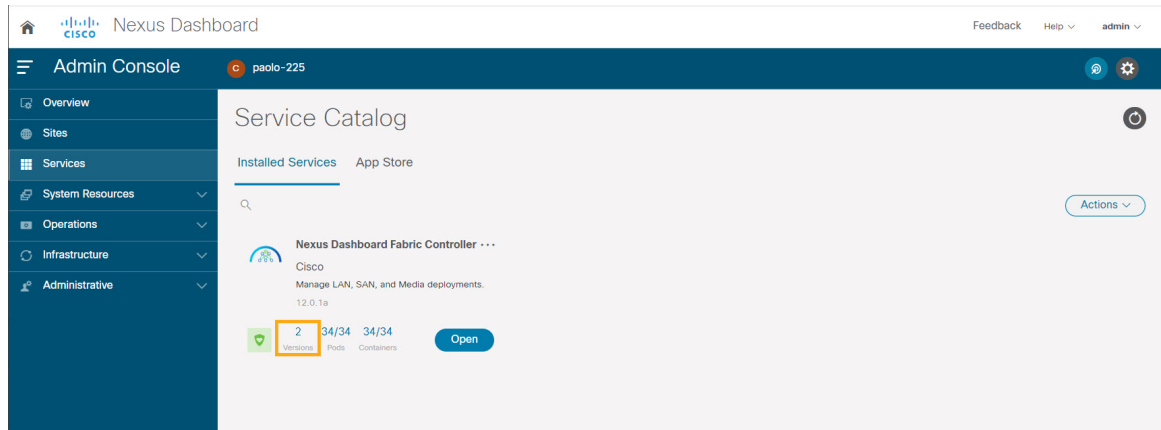 CISCO Nexus Dashboard Feedback Help admin
Admin Console C paolo-225
Overview
Sites
Services
System Resources
Operations
Infrastructure
Administrative
Service Catalog
Installed Services App Store
Actions
Nexus Dashboard Fabric Controller ···
Cisco
Manage LAN, SAN, and Media deployments.
12.0.1a
2 34/34 34/34
Versions Pods Containers
Open